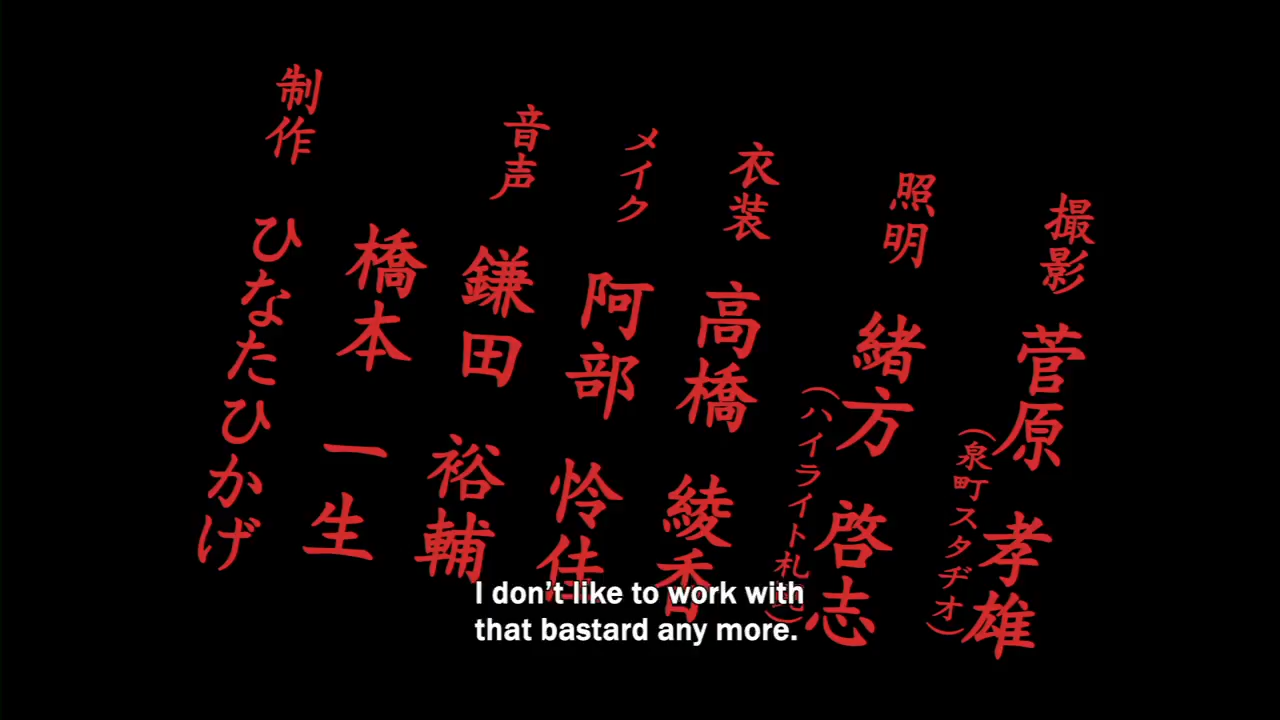 撮影 菅原 孝雄
（泉町スタヂオ）
照明 緒方 啓志
（ハイライト札幌）
衣装 高橋 綾香
メイク 阿部 怜佳
音声 鎌田 裕輔
橋本 一生
制作 ひなたひかげ
I don’t like to work with
that bastard any more.